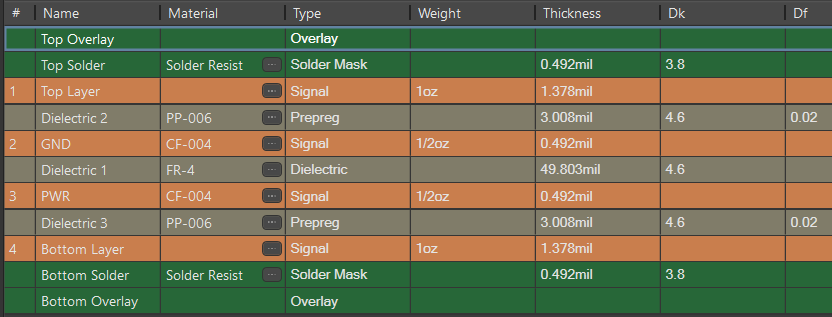 # Name Material Type Weight Thickness Dk Df
Top Overlay Overlay
Top Solder Solder Resist ... Solder Mask 0.492mil 3.8
1 Top Layer ... Signal 1oz 1.378mil
Dielectric 2 PP-006 ... Prepreg 3.008mil 4.6 0.02
2 GND CF-004 ... Signal 1/2oz 0.492mil
Dielectric 1 FR-4 ... Dielectric 49.803mil 4.6
3 PWR CF-004 ... Signal 1/2oz 0.492mil
Dielectric 3 PP-006 ... Prepreg 3.008mil 4.6 0.02
4 Bottom Layer ... Signal 1oz 1.378mil
Bottom Solder Solder Resist ... Solder Mask 0.492mil 3.8
Bottom Overlay Overlay